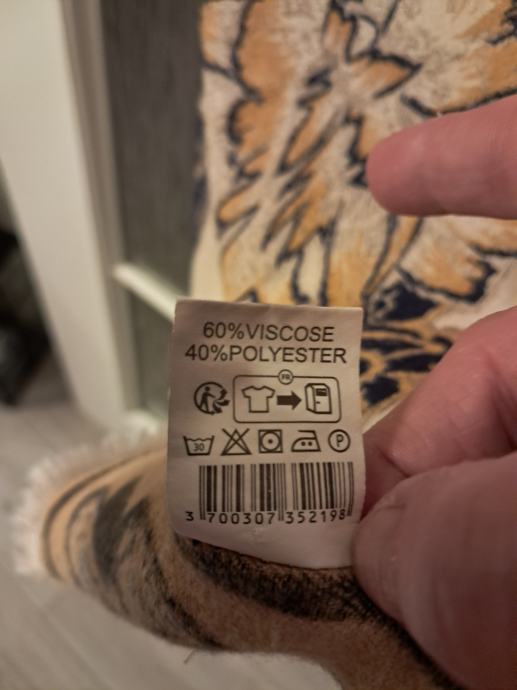 60%VISCOSE
40%POLYESTER
FR
30
P
3 700307 352198